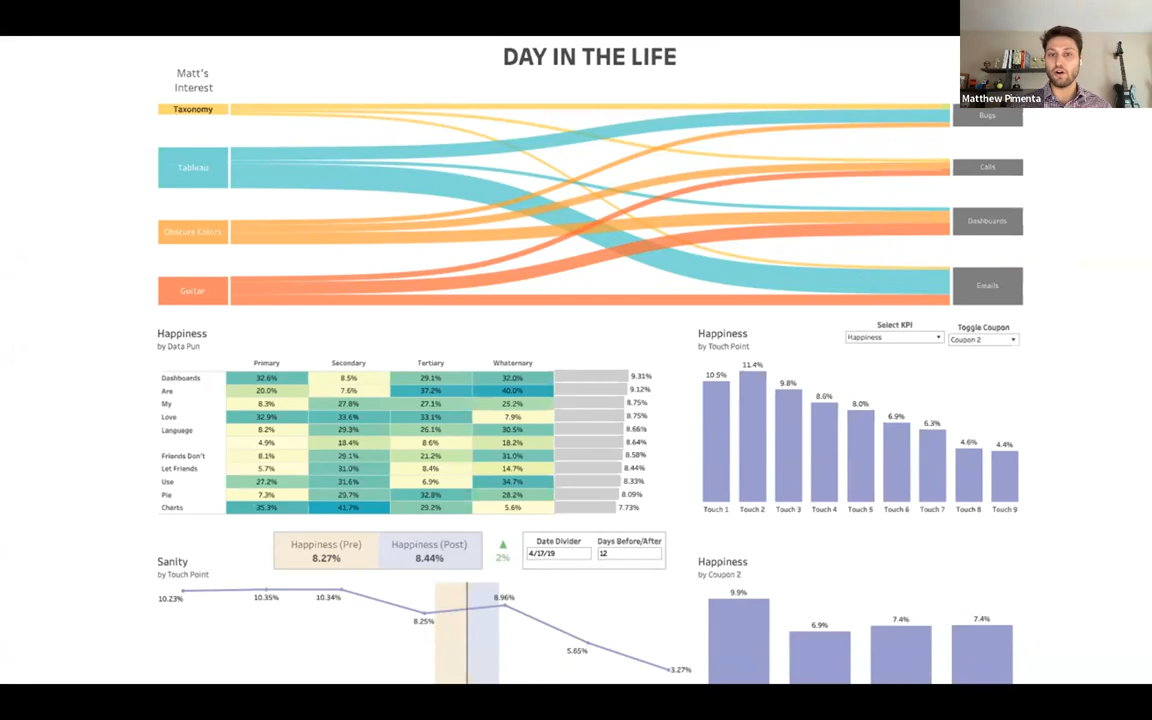 DAY IN THE LIFE
Matthew Pimenta
Matt's
Interest
Taxonomy
Tableau
Obscure Colors
Guitar
Bugs
Calls
Dashboards
Emails
Happiness
by Data Pun
Primary Secondary Tertiary Whaternary
Dashboards 32.6% 8.5% 29.1% 32.0% 9.31%
Are 20.0% 7.6% 37.2% 40.0% 9.12%
My 8.3% 27.8% 27.1% 25.2% 8.75%
Love 32.9% 33.6% 33.1% 7.9% 8.75%
Language 8.2% 29.3% 26.1% 30.5% 8.66%
4.9% 18.4% 8.6% 18.2% 8.64%
Friends Don't 8.1% 29.1% 21.2% 31.0% 8.58%
Let Friends 5.7% 31.0% 8.4% 14.7% 8.44%
Use 27.2% 31.6% 6.9% 34.7% 8.33%
Pie 7.3% 29.7% 32.8% 28.2% 8.09%
Charts 35.3% 41.7% 29.2% 5.6% 7.73%
Happiness
by Touch Point
Select KPI
Happiness
Toggle Coupon
Coupon 2
10.5% 11.4% 9.8% 8.6% 8.0% 6.9% 6.3% 4.6% 4.4%
Touch 1 Touch 2 Touch 3 Touch 4 Touch 5 Touch 6 Touch 7 Touch 8 Touch 9
Happiness (Pre)
8.27%
Happiness (Post)
8.44%
2%
Date Divider
4/17/19
Days Before/After
12
Sanity
by Touch Point
10.23% 10.35% 10.34% 8.25% 8.96% 5.65% 3.27%
Happiness
by Coupon 2
9.9% 6.9% 7.4% 7.4%